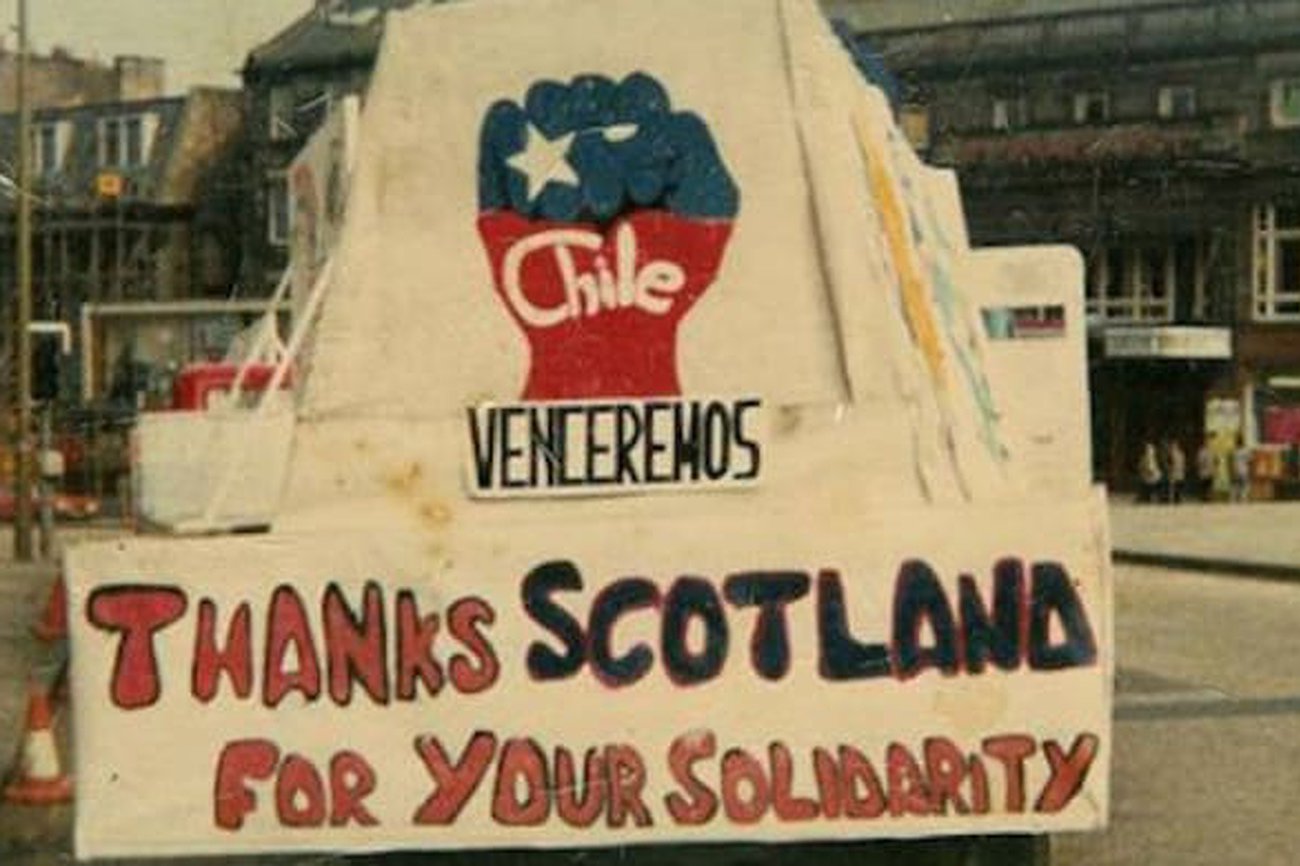 Chile
VENCEREMOS
THANKS SCOTLAND
FOR YOUR SOLIDARITY